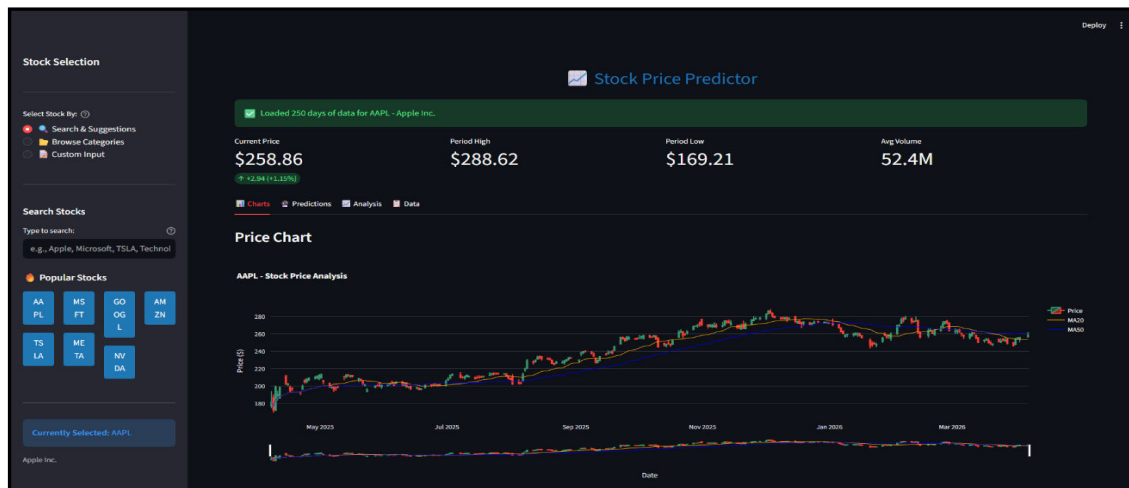 Deploy
Stock Selection
Select Stock By:
Search & Suggestions
Browse Categories
Custom Input
Search Stocks
Type to search:
e.g., Apple, Microsoft, TSLA, Technol
Popular Stocks
AA
PL
MS
FT
GO
OG
L
AM
ZN
TS
LA
ME
TA
NV
DA
Currently Selected: AAPL
Apple Inc.
Stock Price Predictor
Loaded 250 days of data for AAPL - Apple Inc.
Current Price
$258.86
↑ +2.94 (+1.15%)
Period High
$288.62
Period Low
$169.21
Avg Volume
52.4M
Charts Predictions Analysis Data
Price Chart
AAPL - Stock Price Analysis
Price
MA20
MA50
Price ($)
280
260
240
220
200
180
May 2025 Jul 2025 Sep 2025 Nov 2025 Jan 2026 Mar 2026
Date